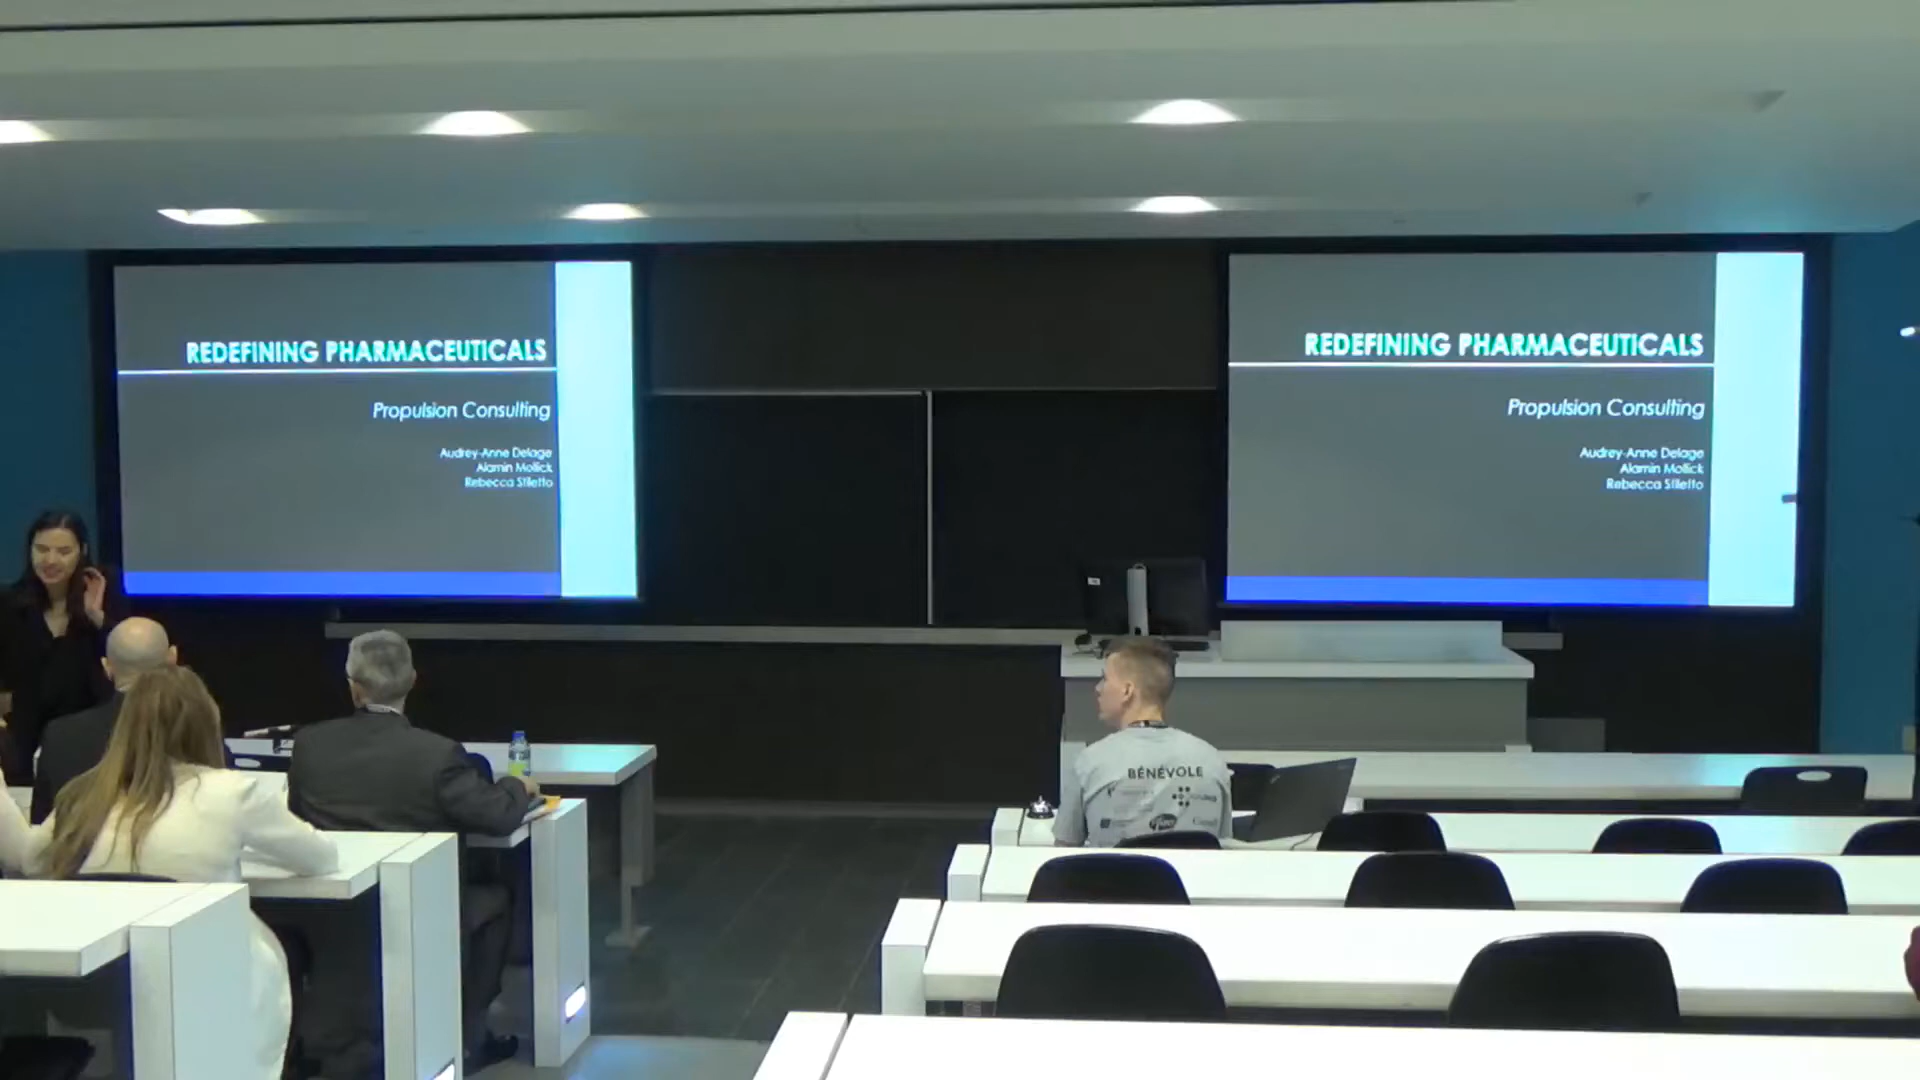 REDEFINING PHARMACEUTICALS
Propulsion Consulting
Audrey-Anne Delage
Alamin Mollick
Rebecca Stiletto
REDEFINING PHARMACEUTICALS
Propulsion Consulting
Audrey-Anne Delage
Alamin Mollick
Rebecca Stiletto
BÉNÉVOLE
Pfizer